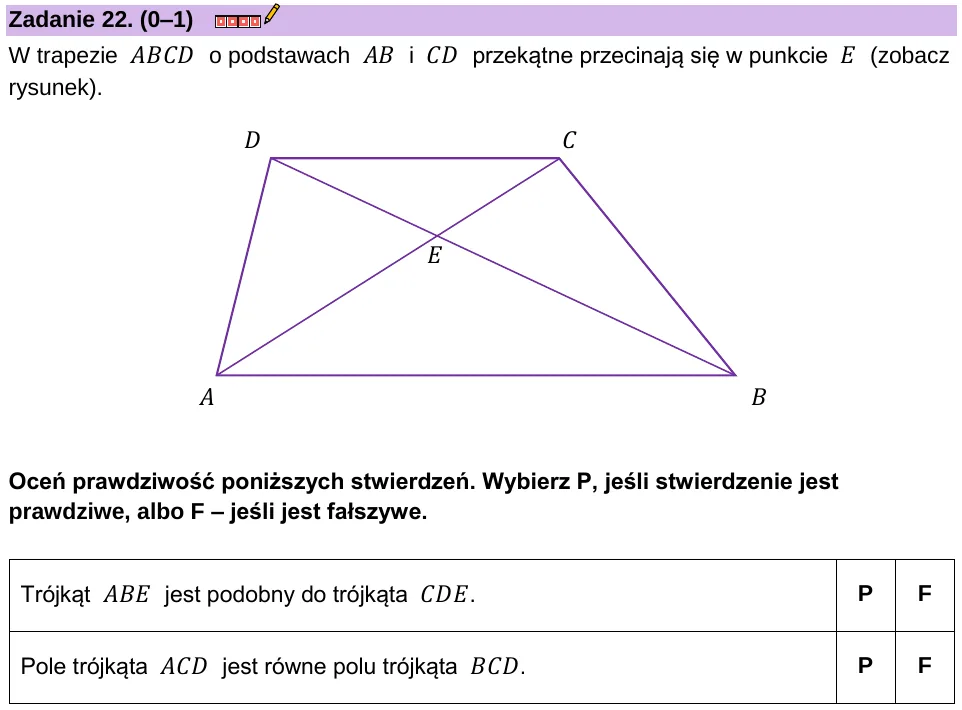 Zadanie 22. (0–1)
W trapezie ABCD o podstawach AB i CD przekątne przecinają się w punkcie E (zobacz
rysunek).
D C
E
A B
Oceń prawdziwość poniższych stwierdzeń. Wybierz P, jeśli stwierdzenie jest
prawdziwe, albo F – jeśli jest fałszywe.
Trójkąt ABE jest podobny do trójkąta CDE. P F
Pole trójkąta ACD jest równe polu trójkąta BCD. P F